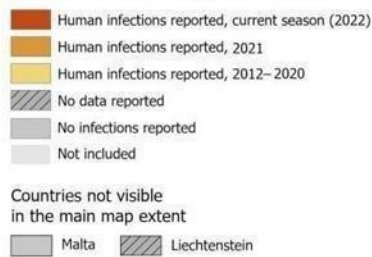 Human infections reported, current season (2022)
Human infections reported, 2021
Human infections reported, 2012–2020
No data reported
No infections reported
Not included
Countries not visible
in the main map extent
Malta Liechtenstein